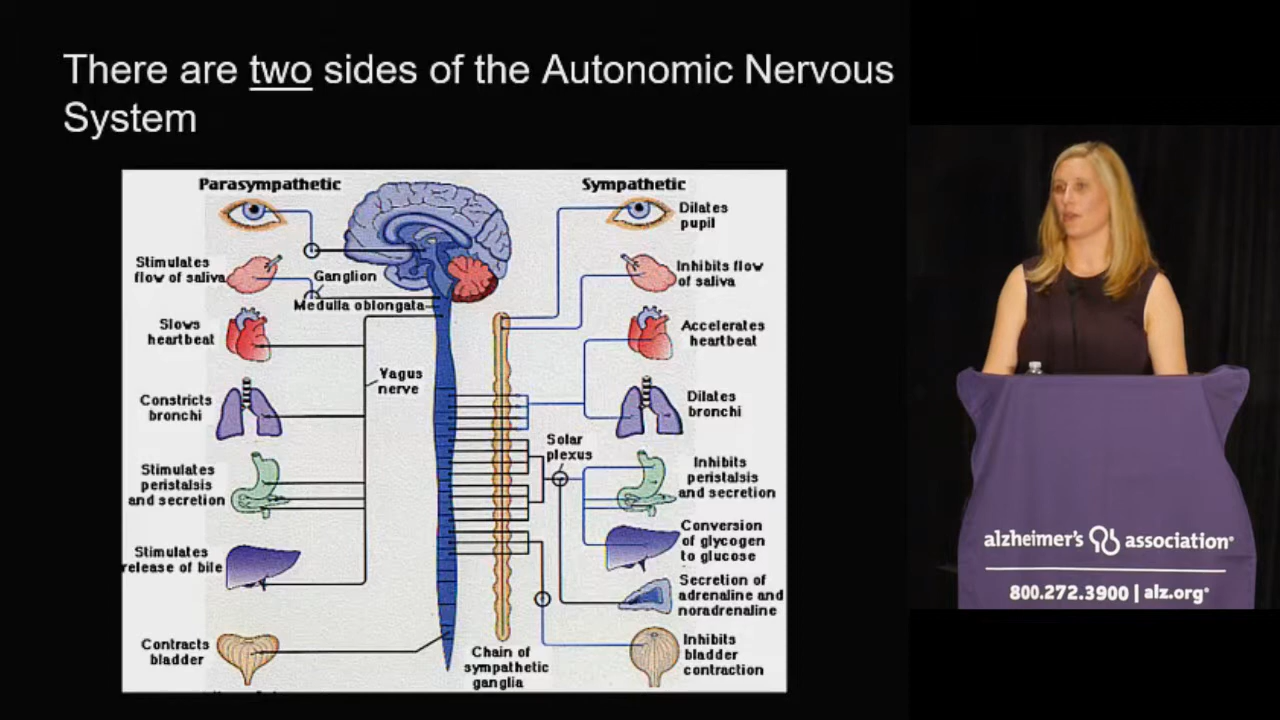 There are two sides of the Autonomic Nervous
System
Parasympathetic
Stimulates
flow of saliva
Ganglion
Medulla oblongata
Slows
heartbeat
Vagus
nerve
Constricts
bronchi
Stimulates
peristalsis
and secretion
Stimulates
release of bile
Contracts
bladder
Sympathetic
Dilates
pupil
Inhibits flow
of saliva
Accelerates
heartbeat
Dilates
bronchi
Solar
plexus
Inhibits
peristalsis
and secretion
Conversion
of glycogen
to glucose
Secretion of
adrenaline and
noradrenaline
Inhibits
bladder
contraction
Chain of
sympathetic
ganglia
alzheimer's association®
800.272.3900 | alz.org®